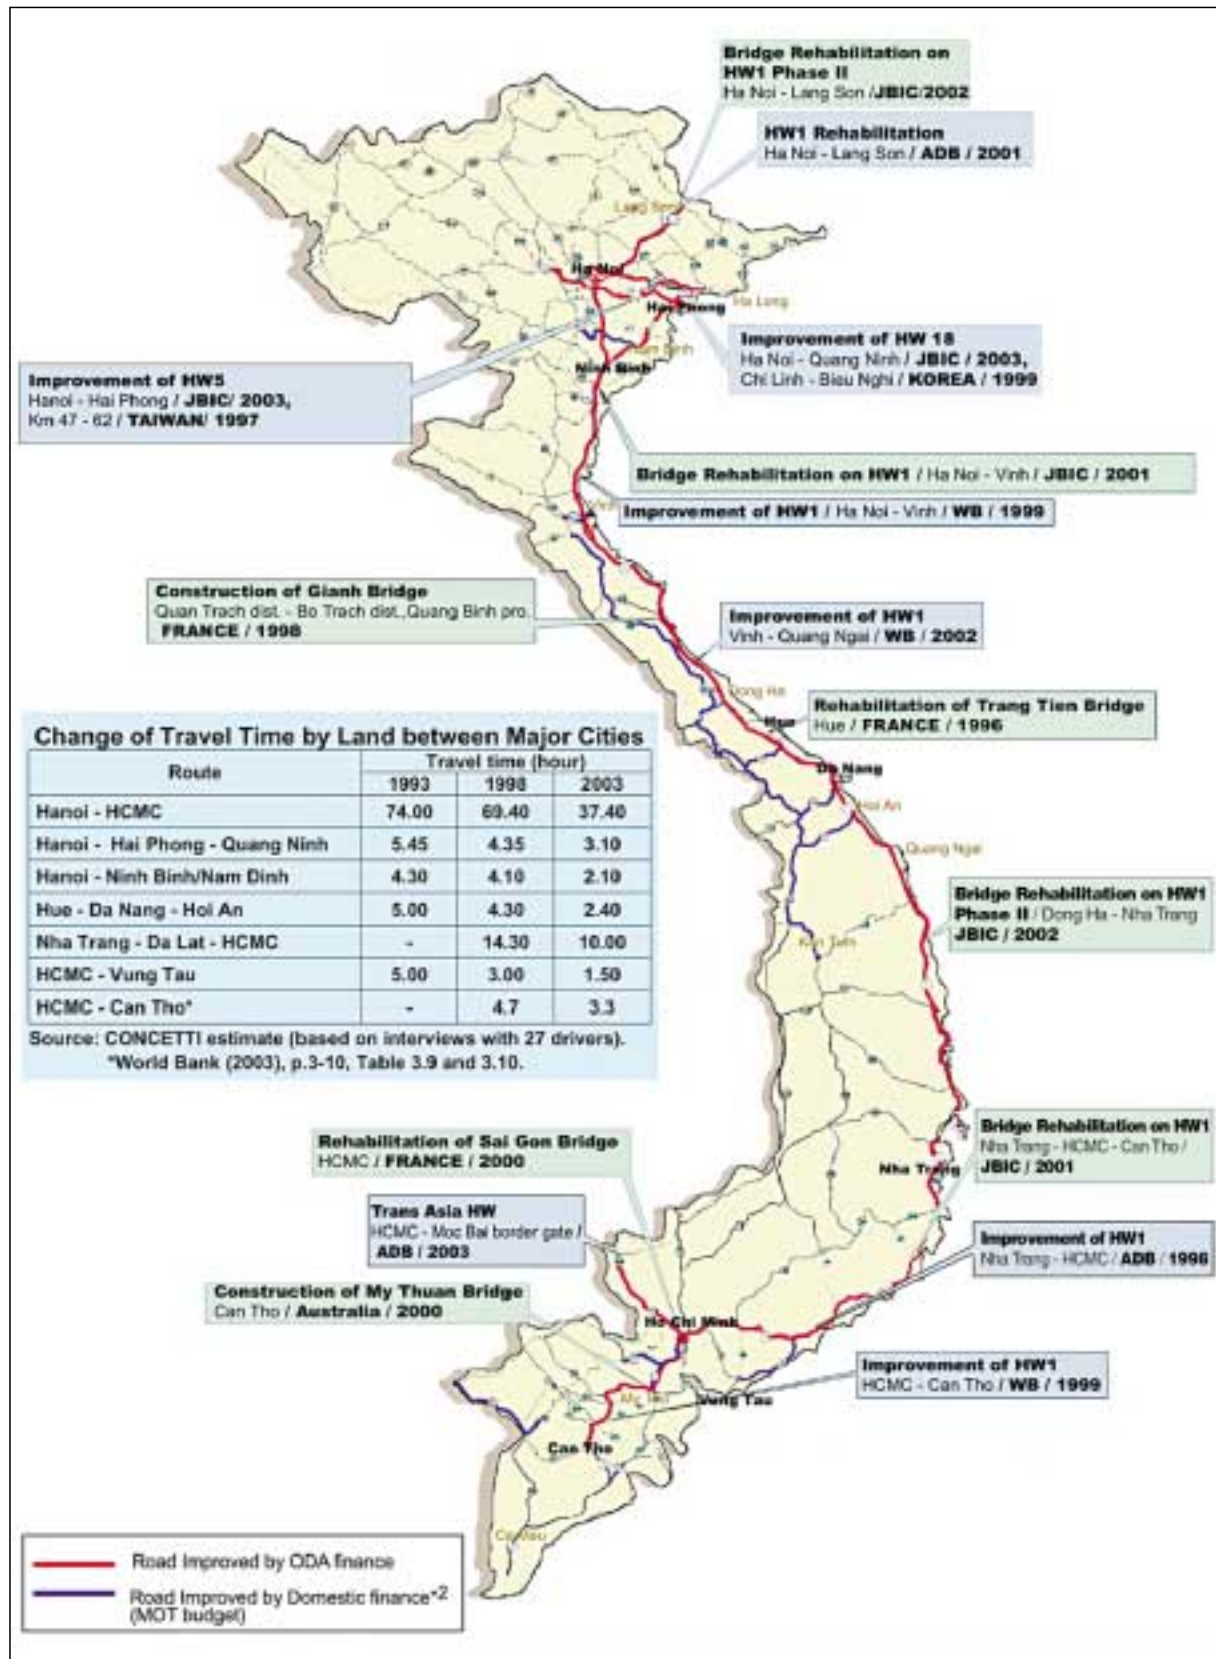 Bridge Rehabilitation on
HW1 Phase II
Ha Noi - Lang Son /JBIC/2002
HW1 Rehabilitation
Ha Noi - Lang Son / ADB / 2001
Lang Son
Ha Noi
Hai Phong
Ha Long
Ninh Binh
Improvement of HW 18
Ha Noi - Quang Ninh / JBIC / 2003,
Chi Linh - Bieu Nghi / KOREA / 1999
Improvement of HW5
Hanoi - Hai Phong / JBIC/ 2003,
Km 47 - 62 / TAIWAN/ 1997
Bridge Rehabilitation on HW1 / Ha Noi - Vinh / JBIC / 2001
Improvement of HW1 / Ha Noi - Vinh / WB / 1999
Construction of Gianh Bridge
Quan Trach dist. - Bo Trach dist.,Quang Binh pro.
FRANCE / 1998
Improvement of HW1
Vinh - Quang Ngai / WB / 2002
Dong Ha
Hue
Rehabilitation of Trang Tien Bridge
Hue / FRANCE / 1996
Da Nang
Hoi An
Quang Ngai
Change of Travel Time by Land between Major Cities
Route Travel time (hour)
1993 1998 2003
Hanoi - HCMC 74.00 69.40 37.40
Hanoi - Hai Phong - Quang Ninh 5.45 4.35 3.10
Hanoi - Ninh Binh/Nam Dinh 4.30 4.10 2.10
Hue - Da Nang - Hoi An 5.00 4.30 2.40
Nha Trang - Da Lat - HCMC - 14.30 10.00
HCMC - Vung Tau 5.00 3.00 1.50
HCMC - Can Tho* - 4.7 3.3
Source: CONCETTI estimate (based on interviews with 27 drivers).
*World Bank (2003), p.3-10, Table 3.9 and 3.10.
Bridge Rehabilitation on HW1
Phase II / Dong Ha - Nha Trang
JBIC / 2002
Kon Tum
Bridge Rehabilitation on HW1
Nha Trang - HCMC - Can Tho /
JBIC / 2001
Nha Trang
Rehabilitation of Sai Gon Bridge
HCMC / FRANCE / 2000
Trans Asia HW
HCMC - Moc Bai border gate /
ADB / 2003
Improvement of HW1
Nha Trang - HCMC / ADB / 1998
Construction of My Thuan Bridge
Can Tho / Australia / 2000
Ho Chi Minh
Improvement of HW1
HCMC - Can Tho / WB / 1999
Vung Tau
Can Tho
Ca Mau
Road Improved by ODA finance
Road Improved by Domestic finance*2
(MOT budget)